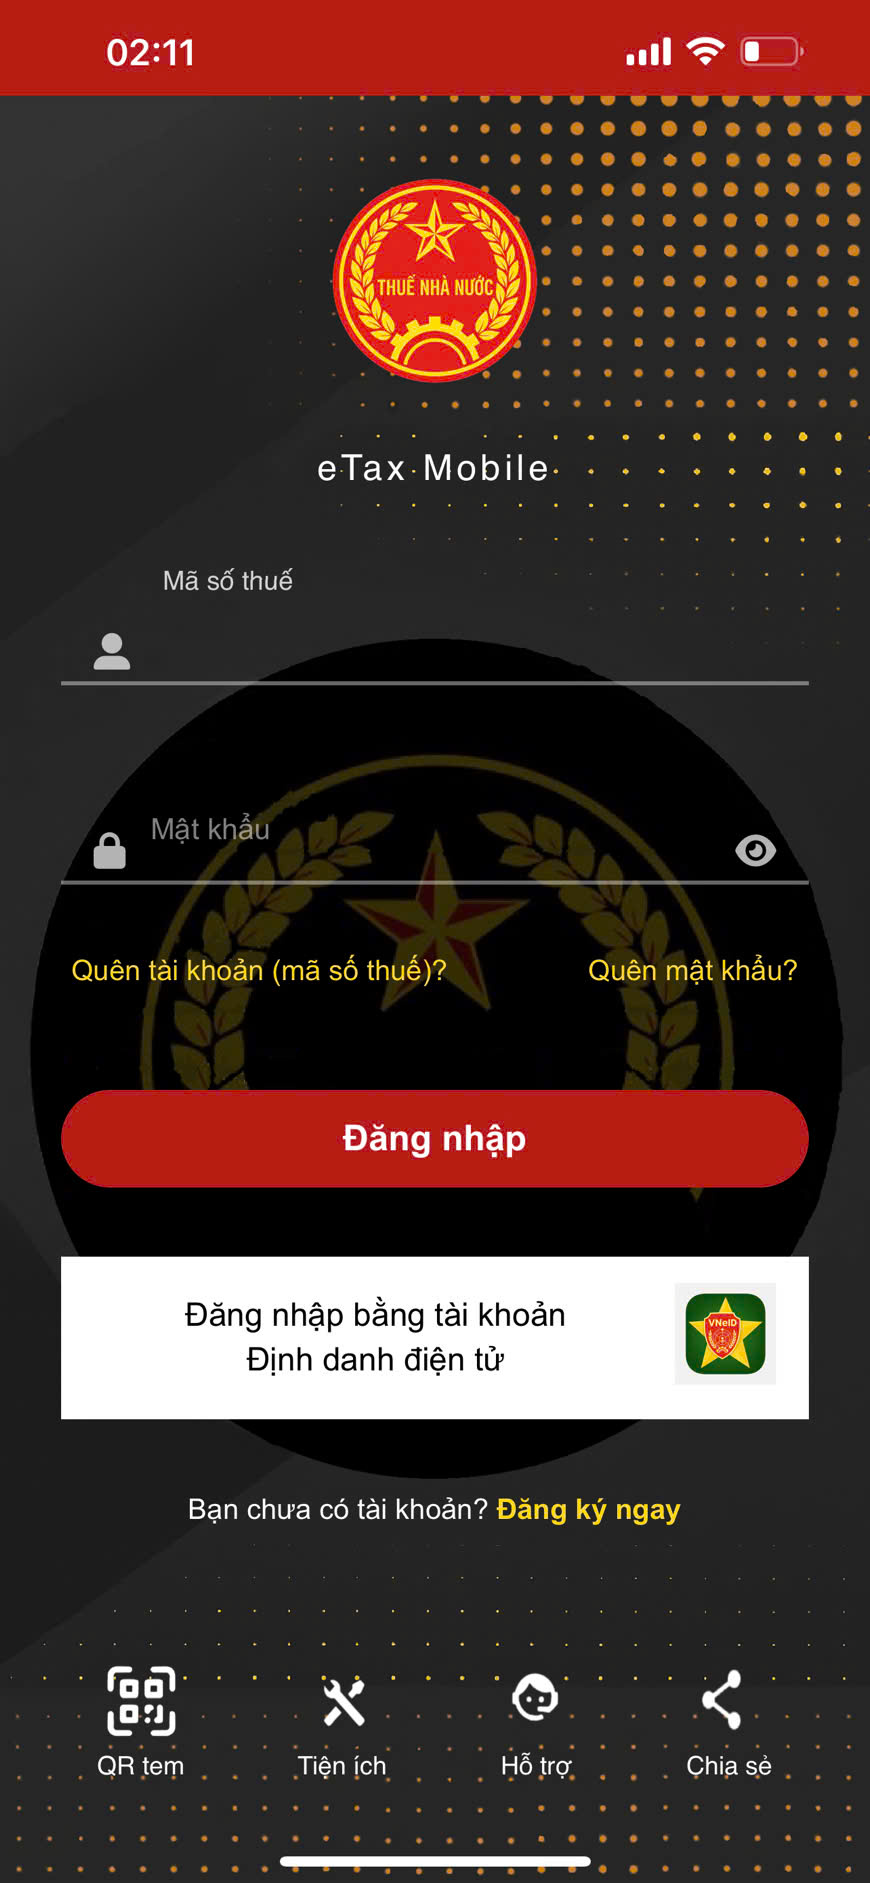 02:11
THUẾ NHÀ NƯỚC
eTax Mobile
Mã số thuế
Mật khẩu
Quên tài khoản (mã số thuế)? Quên mật khẩu?
Đăng nhập
Đăng nhập bằng tài khoản
Định danh điện tử
VNeID
Bạn chưa có tài khoản? Đăng ký ngay
QR tem Tiện ích Hỗ trợ Chia sẻ